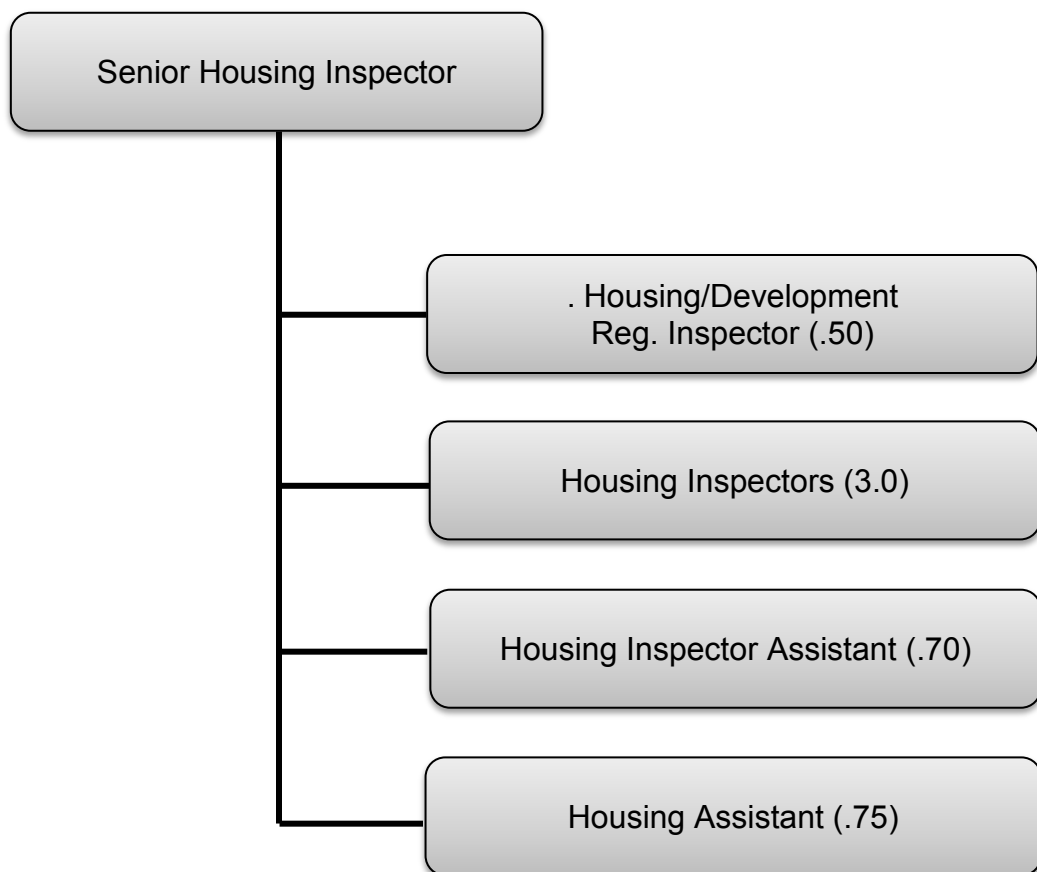 Senior Housing Inspector
. Housing/Development
Reg. Inspector (.50)
Housing Inspectors (3.0)
Housing Inspector Assistant (.70)
Housing Assistant (.75)